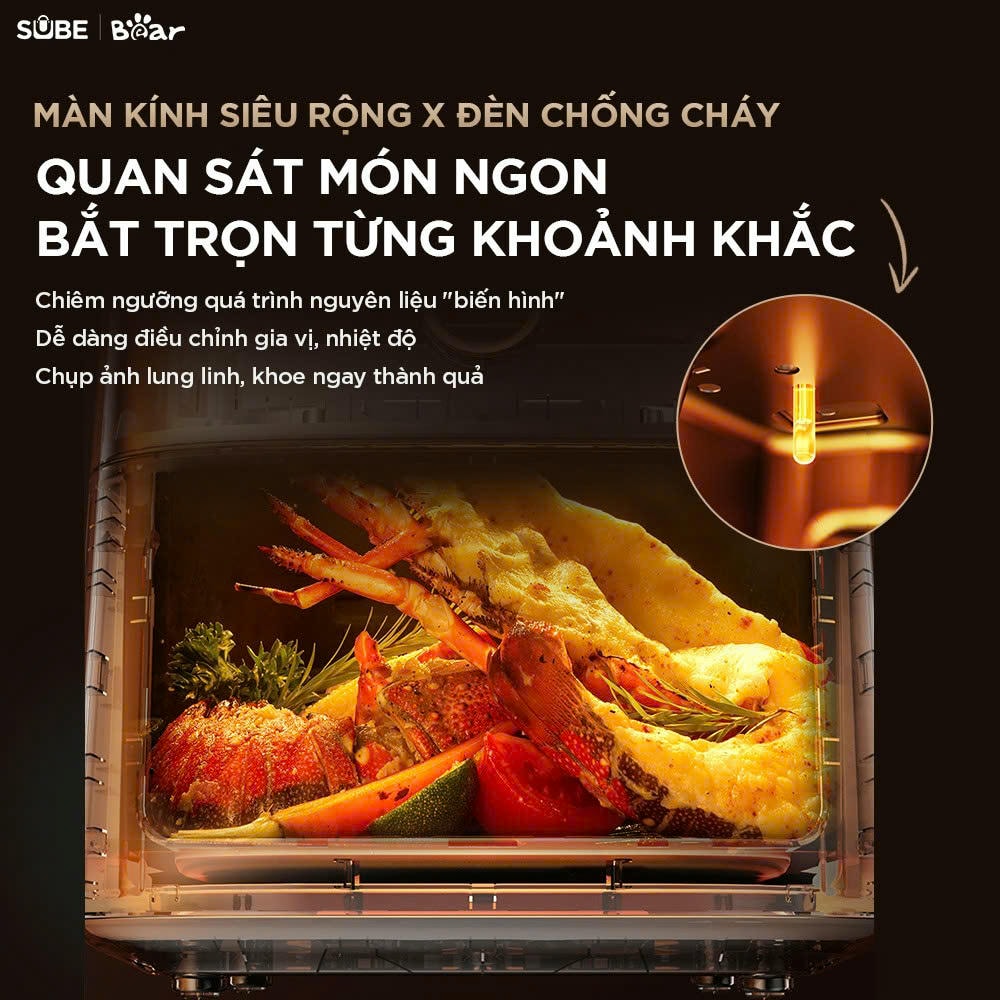 SUBE | Bear
MÀN KÍNH SIÊU RỘNG X ĐÈN CHỐNG CHÁY
QUAN SÁT MÓN NGON
BẮT TRỌN TỪNG KHOẢNH KHẮC
Chiêm ngưỡng quá trình nguyên liệu "biến hình"
Dễ dàng điều chỉnh gia vị, nhiệt độ
Chụp ảnh lung linh, khoe ngay thành quả